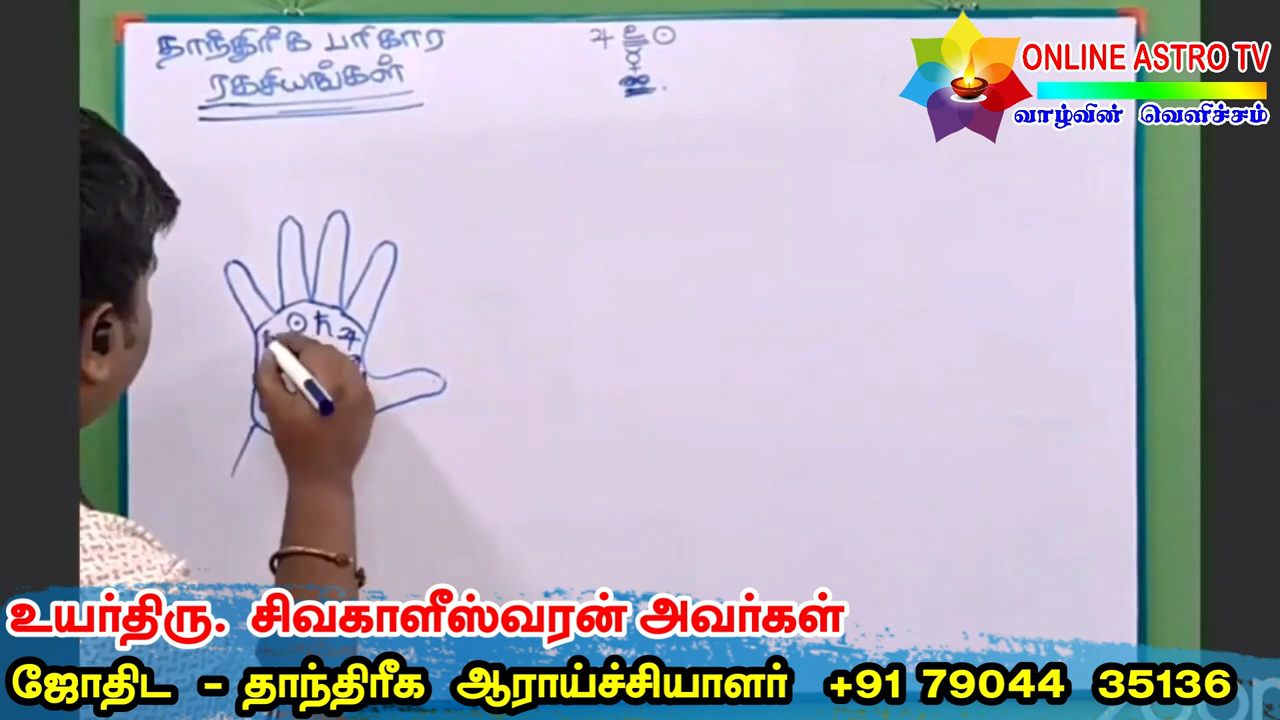 தாந்திரீக பரிகார
ரகசியங்கள்
♃ ☉
ONLINE ASTRO TV
வாழ்வின் வெளிச்சம்
☉ ♄ ♃
உயர்திரு. சிவகாளீஸ்வரன் அவர்கள்
ஜோதிட - தாந்திரீக ஆராய்ச்சியாளர் +91 79044 35136